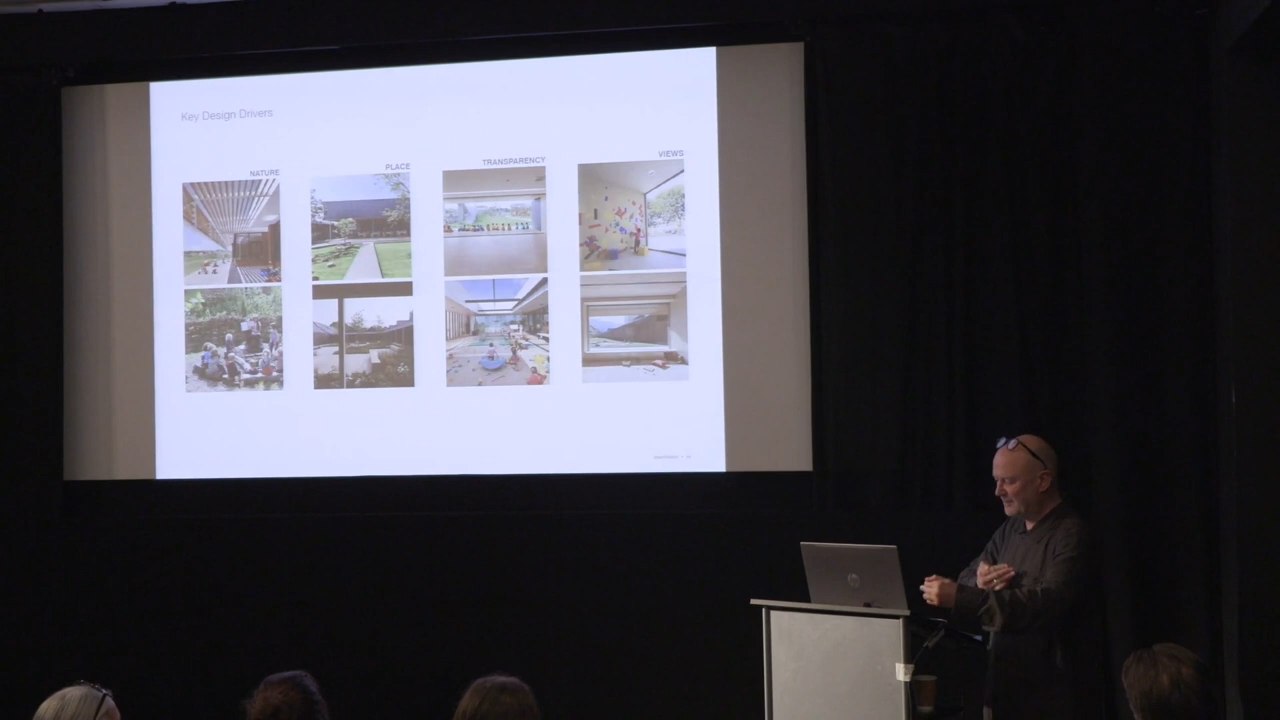 Key Design Drivers
NATURE
PLACE
TRANSPARENCY
VIEWS